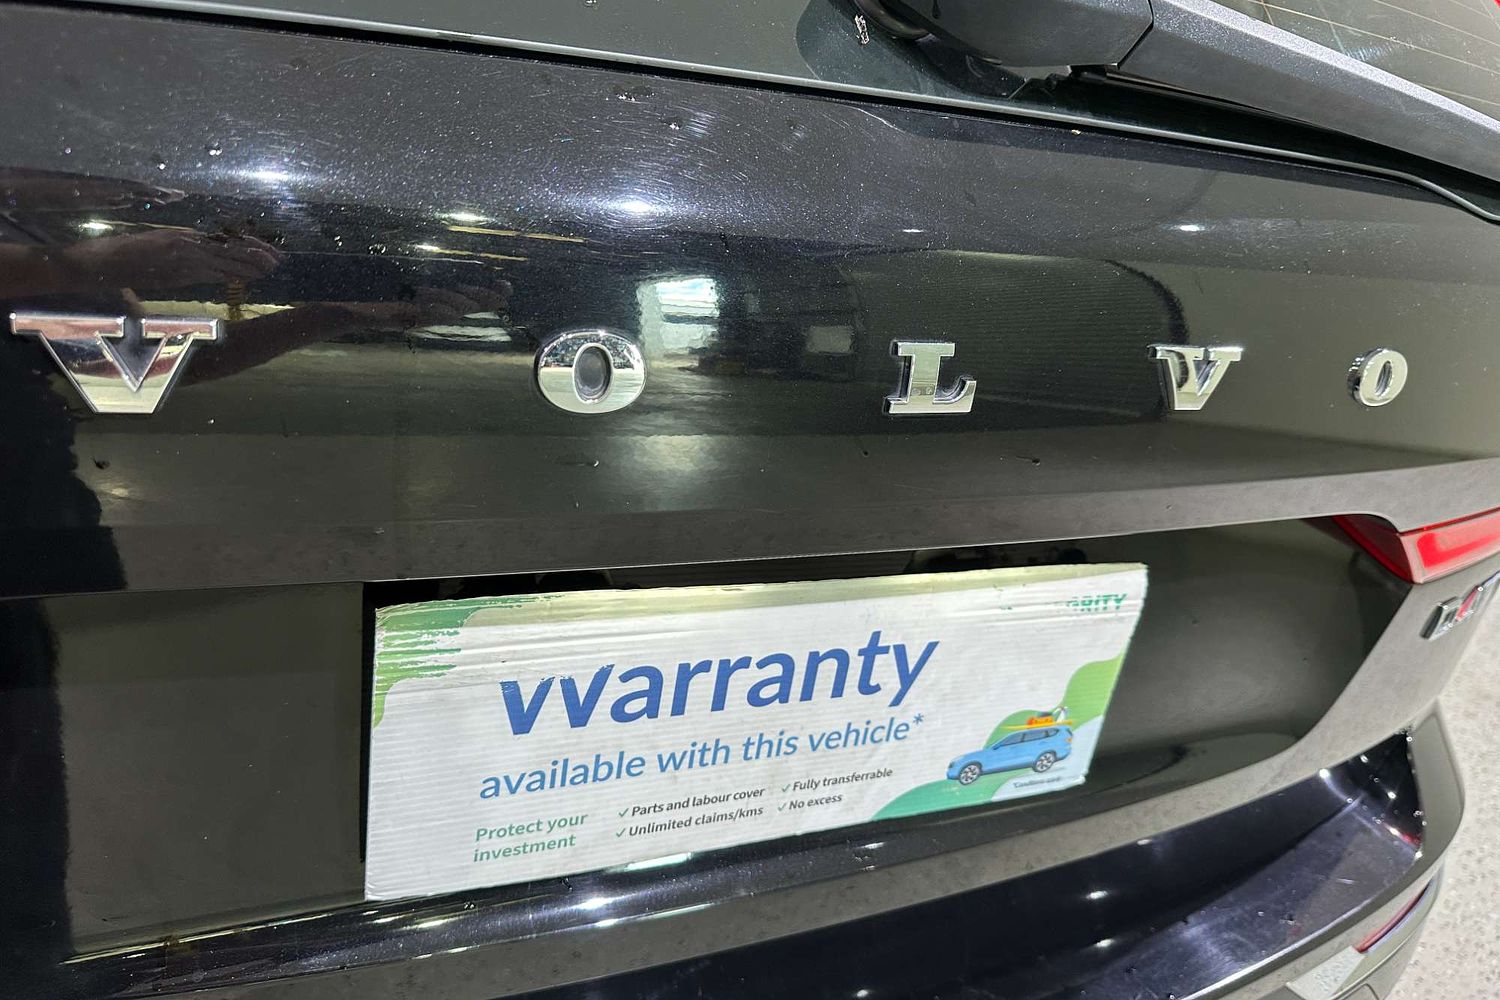 VOLVO
Warranty
available with this vehicle*
Protect your
investment
✓ Parts and labour cover
✓ Unlimited claims/kms
✓ Fully transferrable
✓ No excess